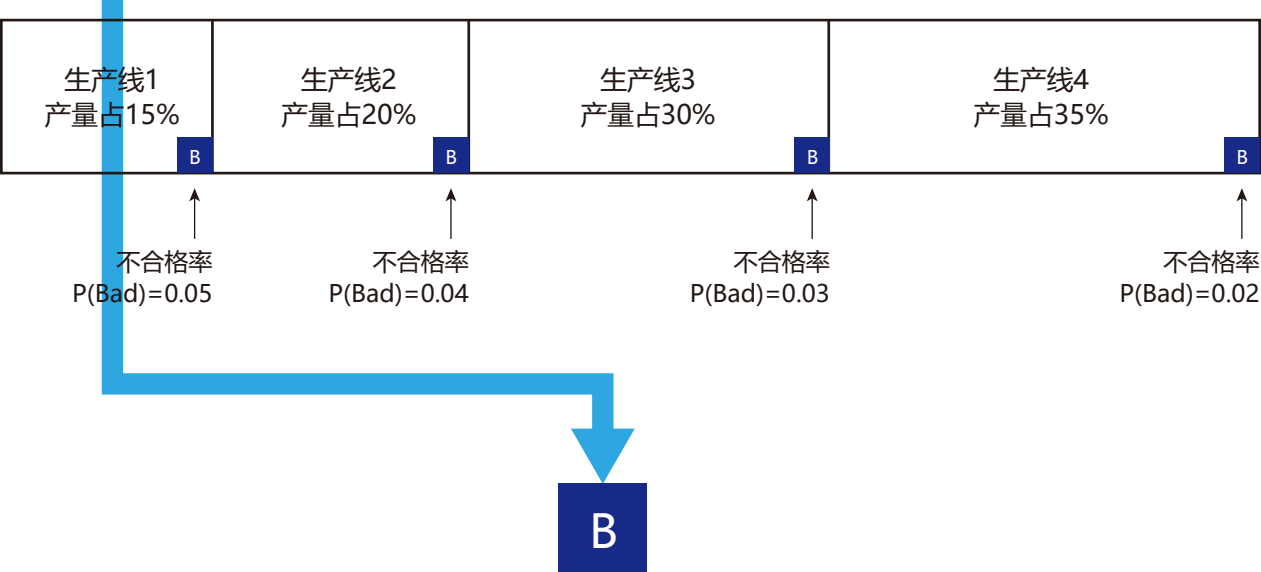 生产线1
产量占15%
B
生产线2
产量占20%
B
生产线3
产量占30%
B
生产线4
产量占35%
B
不合格率
P(Bad)=0.05
不合格率
P(Bad)=0.04
不合格率
P(Bad)=0.03
不合格率
P(Bad)=0.02
B